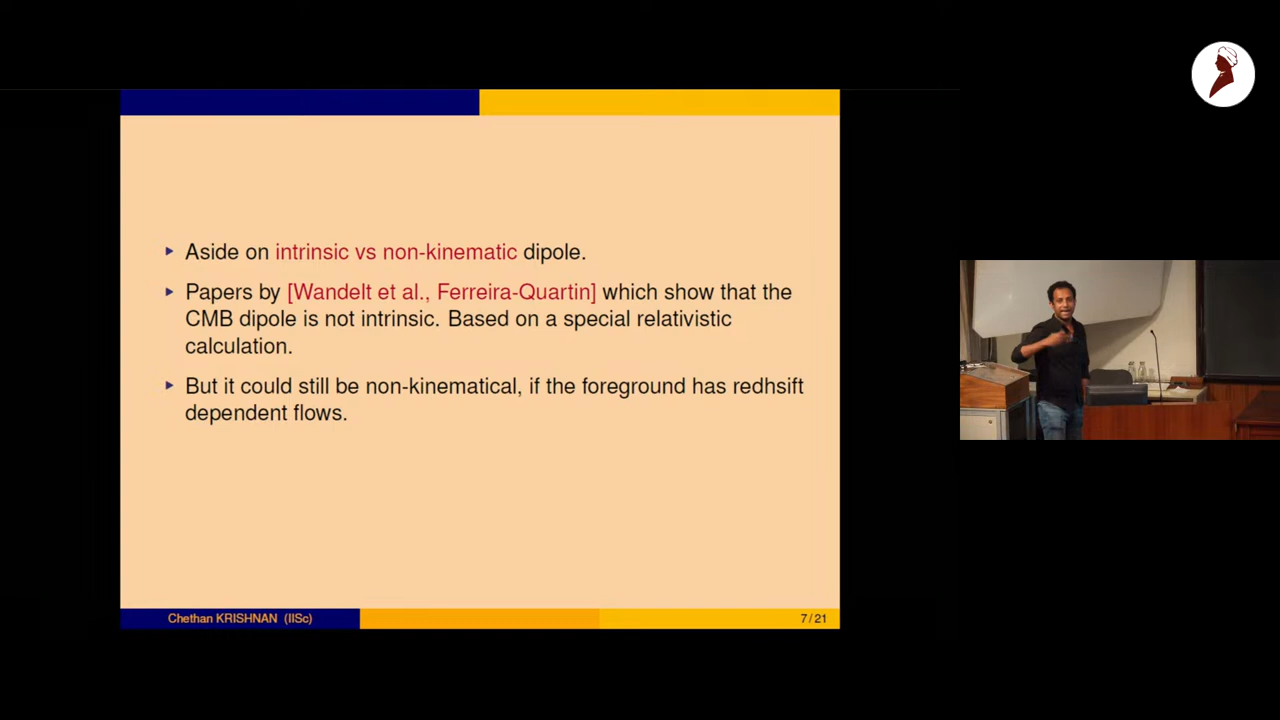 Aside on intrinsic vs non-kinematic dipole.
Papers by [Wandelt et al., Ferreira-Quartin] which show that the
CMB dipole is not intrinsic. Based on a special relativistic
calculation.
But it could still be non-kinematical, if the foreground has redhsift
dependent flows.
Chethan KRISHNAN (IISc)
7/21